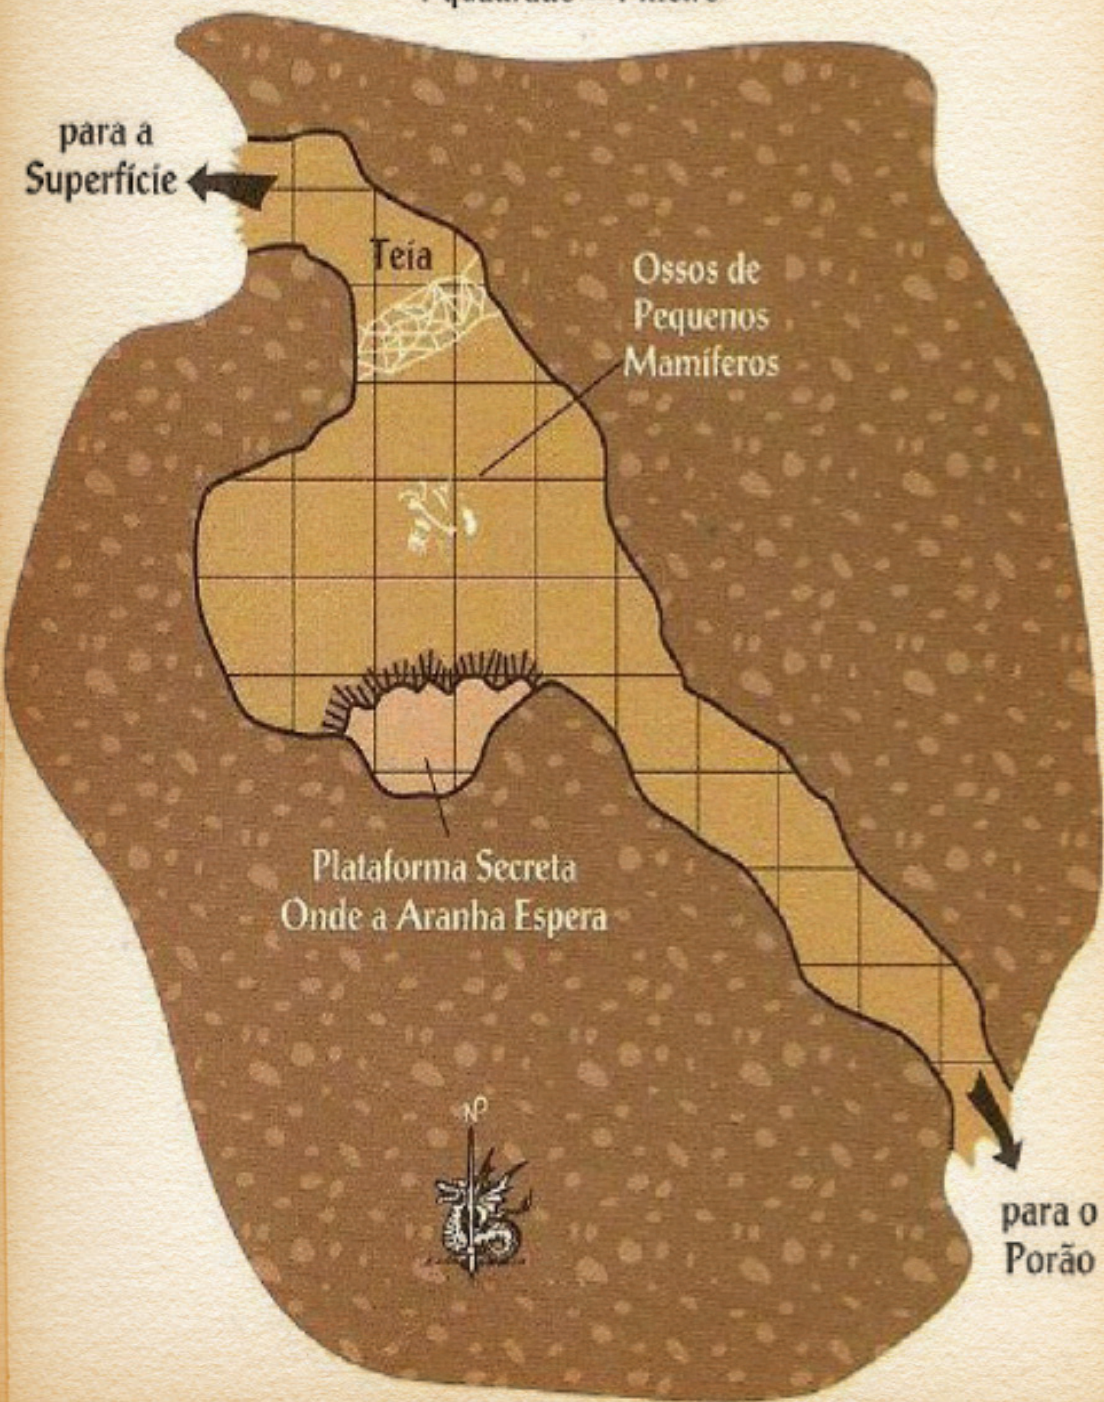 para a
Superfície
Teia
Ossos de
Pequenos
Mamíferos
Plataforma Secreta
Onde a Aranha Espera
N
para o
Porão